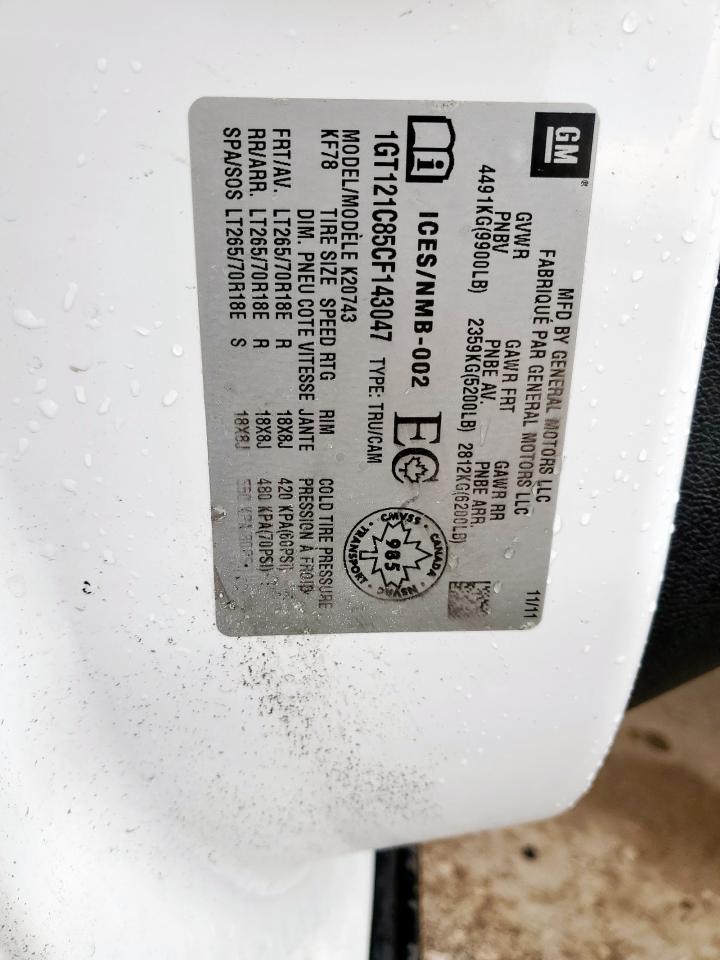 GM
MFD BY GENERAL MOTORS LLC
FABRIQUÉ PAR GENERAL MOTORS LLC
11/11
GVWR GAWR FRT GAWR RR
PNBV PNBE AV. PNBE ARR.
4491KG(9900LB) 2359KG(5200LB) 2812KG(6200LB)
i ICES/NMB-002 EC
CMVSS · CANADA · NSVAC · TRANSPORT ·
985
1GT121C85CF143047 TYPE: TRU/CAM
MODEL/MODÈLE K20743
KF78 TIRE SIZE SPEED RTG RIM COLD TIRE PRESSURE
DIM. PNEU COTE VITESSE JANTE PRESSION À FROID
FRT/AV. LT265/70R18E R 18X8J 420 KPA(60PSI)
RR/ARR. LT265/70R18E R 18X8J 480 KPA(70PSI)
SPA/SOS LT265/70R18E S 18X8J